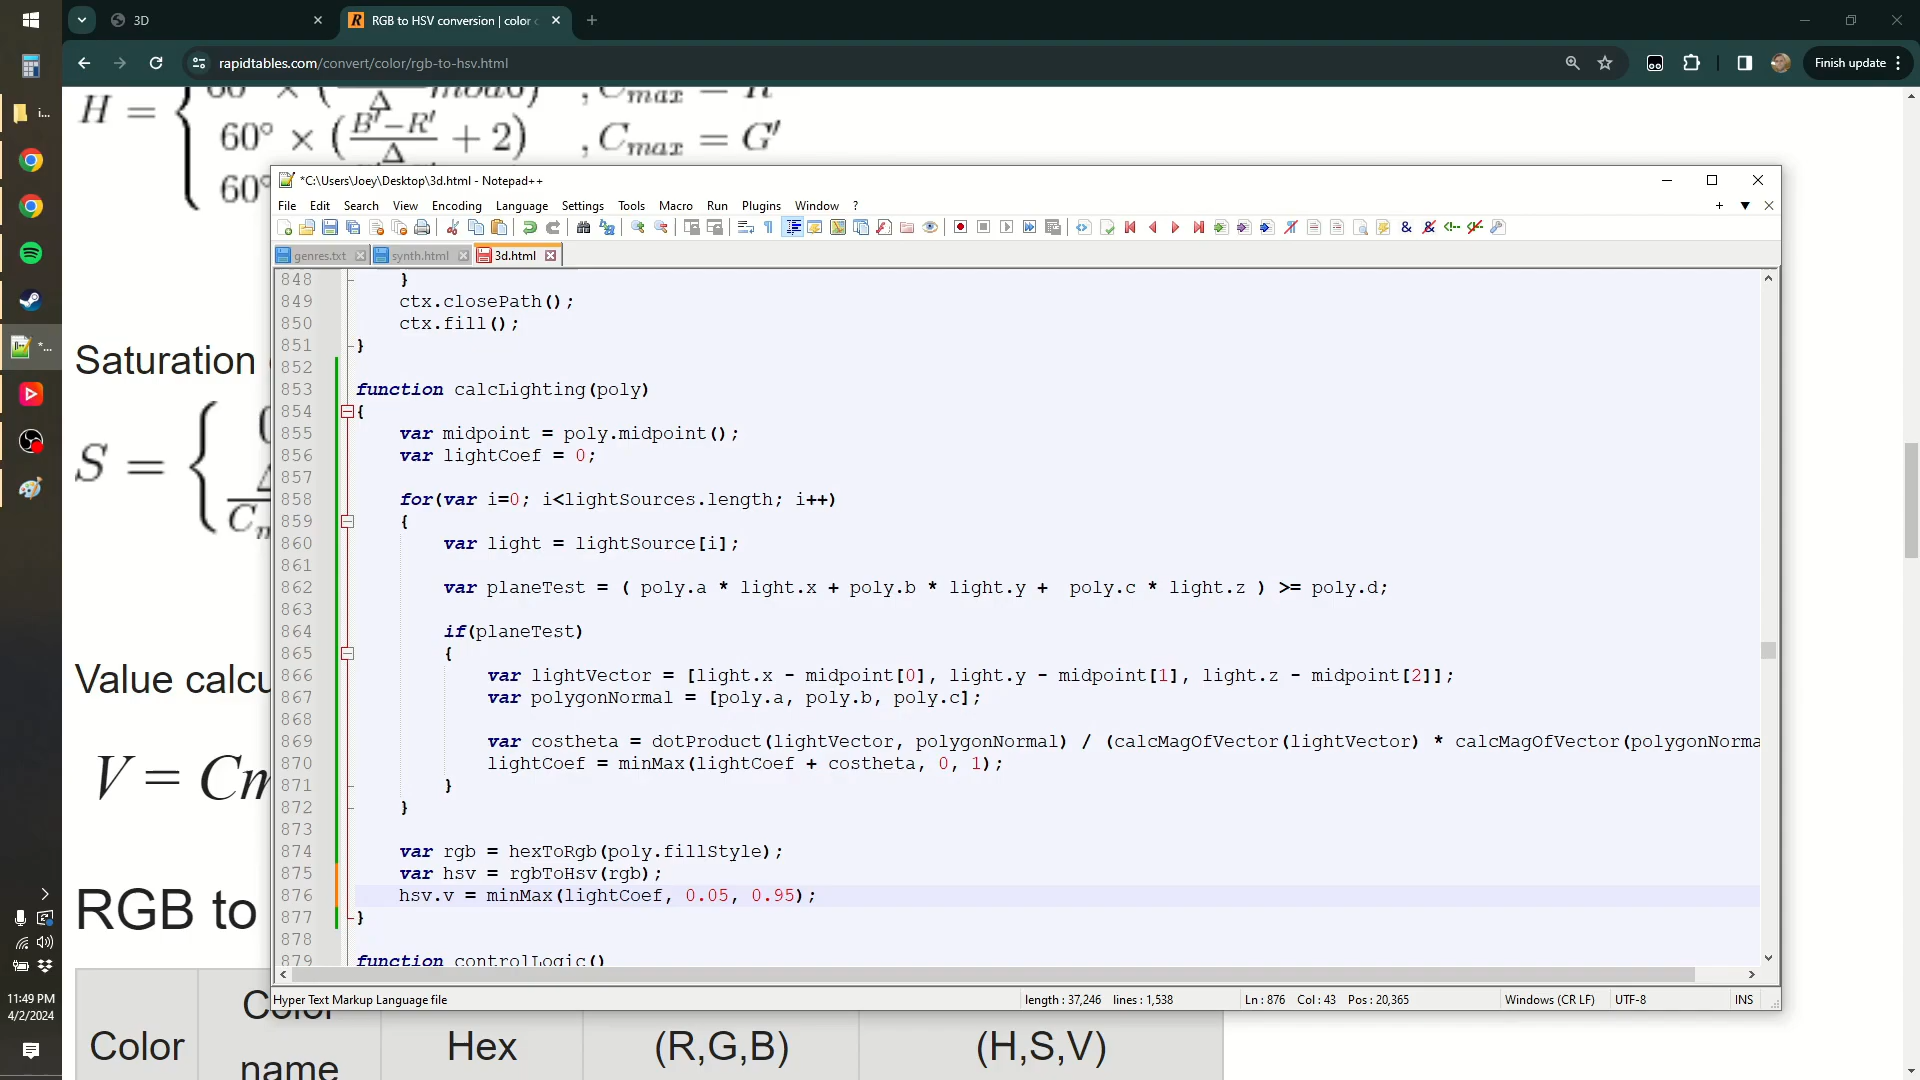 3D
RGB to HSV conversion | color
rapidtables.com/convert/color/rgb-to-hsv.html
Finish update
H =
60° × ( B'−R' / Δ + 2) , Cmax = G'
60°
*C:\Users\Joey\Desktop\3d.html - Notepad++
File Edit Search View Encoding Language Settings Tools Macro Run Plugins Window ?
genres.txt synth.html 3d.html
848 }
849 ctx.closePath();
850 ctx.fill();
851 }
852
853 function calcLighting(poly)
854 {
855 var midpoint = poly.midpoint();
856 var lightCoef = 0;
857
858 for(var i=0; i<lightSources.length; i++)
859 {
860 var light = lightSource[i];
861
862 var planeTest = ( poly.a * light.x + poly.b * light.y +  poly.c * light.z ) >= poly.d;
863
864 if(planeTest)
865 {
866 var lightVector = [light.x - midpoint[0], light.y - midpoint[1], light.z - midpoint[2]];
867 var polygonNormal = [poly.a, poly.b, poly.c];
868
869 var costheta = dotProduct(lightVector, polygonNormal) / (calcMagOfVector(lightVector) * calcMagOfVector(polygonNorma
870 lightCoef = minMax(lightCoef + costheta, 0, 1);
871 }
872 }
873
874 var rgb = hexToRgb(poly.fillStyle);
875 var hsv = rgbToHsv(rgb);
876 hsv.v = minMax(lightCoef, 0.05, 0.95);
877 }
878
879 function controlLogic()
Hyper Text Markup Language file length : 37,246 lines : 1,538 Ln : 876 Col : 43 Pos : 20,365 Windows (CR LF) UTF-8 INS
Saturation
S =
Value calcu
V = Cm
RGB to
Color Color name Hex (R,G,B) (H,S,V)
i...
*...
11:49 PM
4/2/2024